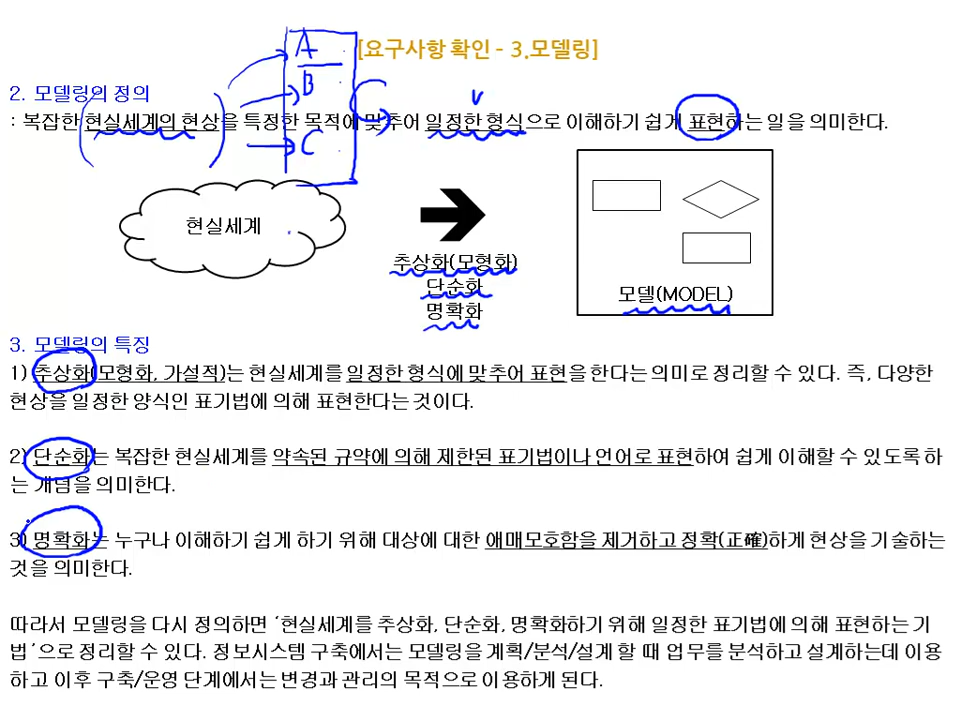 [요구사항 확인 - 3.모델링]
A
B
C
2. 모델링의 정의
: 복잡한 현실세계의 현상을 특정한 목적에 맞추어 일정한 형식으로 이해하기 쉽게 표현하는 일을 의미한다.
현실세계
추상화(모형화)
단순화
명확화
모델(MODEL)
3. 모델링의 특징
1) 추상화(모형화, 가설적)는 현실세계를 일정한 형식에 맞추어 표현을 한다는 의미로 정리할 수 있다. 즉, 다양한
현상을 일정한 양식인 표기법에 의해 표현한다는 것이다.
2) 단순화는 복잡한 현실세계를 약속된 규약에 의해 제한된 표기법이나 언어로 표현하여 쉽게 이해할 수 있도록 하
는 개념을 의미한다.
3) 명확화는 누구나 이해하기 쉽게 하기 위해 대상에 대한 애매모호함을 제거하고 정확(正確)하게 현상을 기술하는
것을 의미한다.
따라서 모델링을 다시 정의하면 ´현실세계를 추상화, 단순화, 명확화하기 위해 일정한 표기법에 의해 표현하는 기
법´으로 정리할 수 있다. 정보시스템 구축에서는 모델링을 계획/분석/설계 할 때 업무를 분석하고 설계하는데 이용
하고 이후 구축/운영 단계에서는 변경과 관리의 목적으로 이용하게 된다.